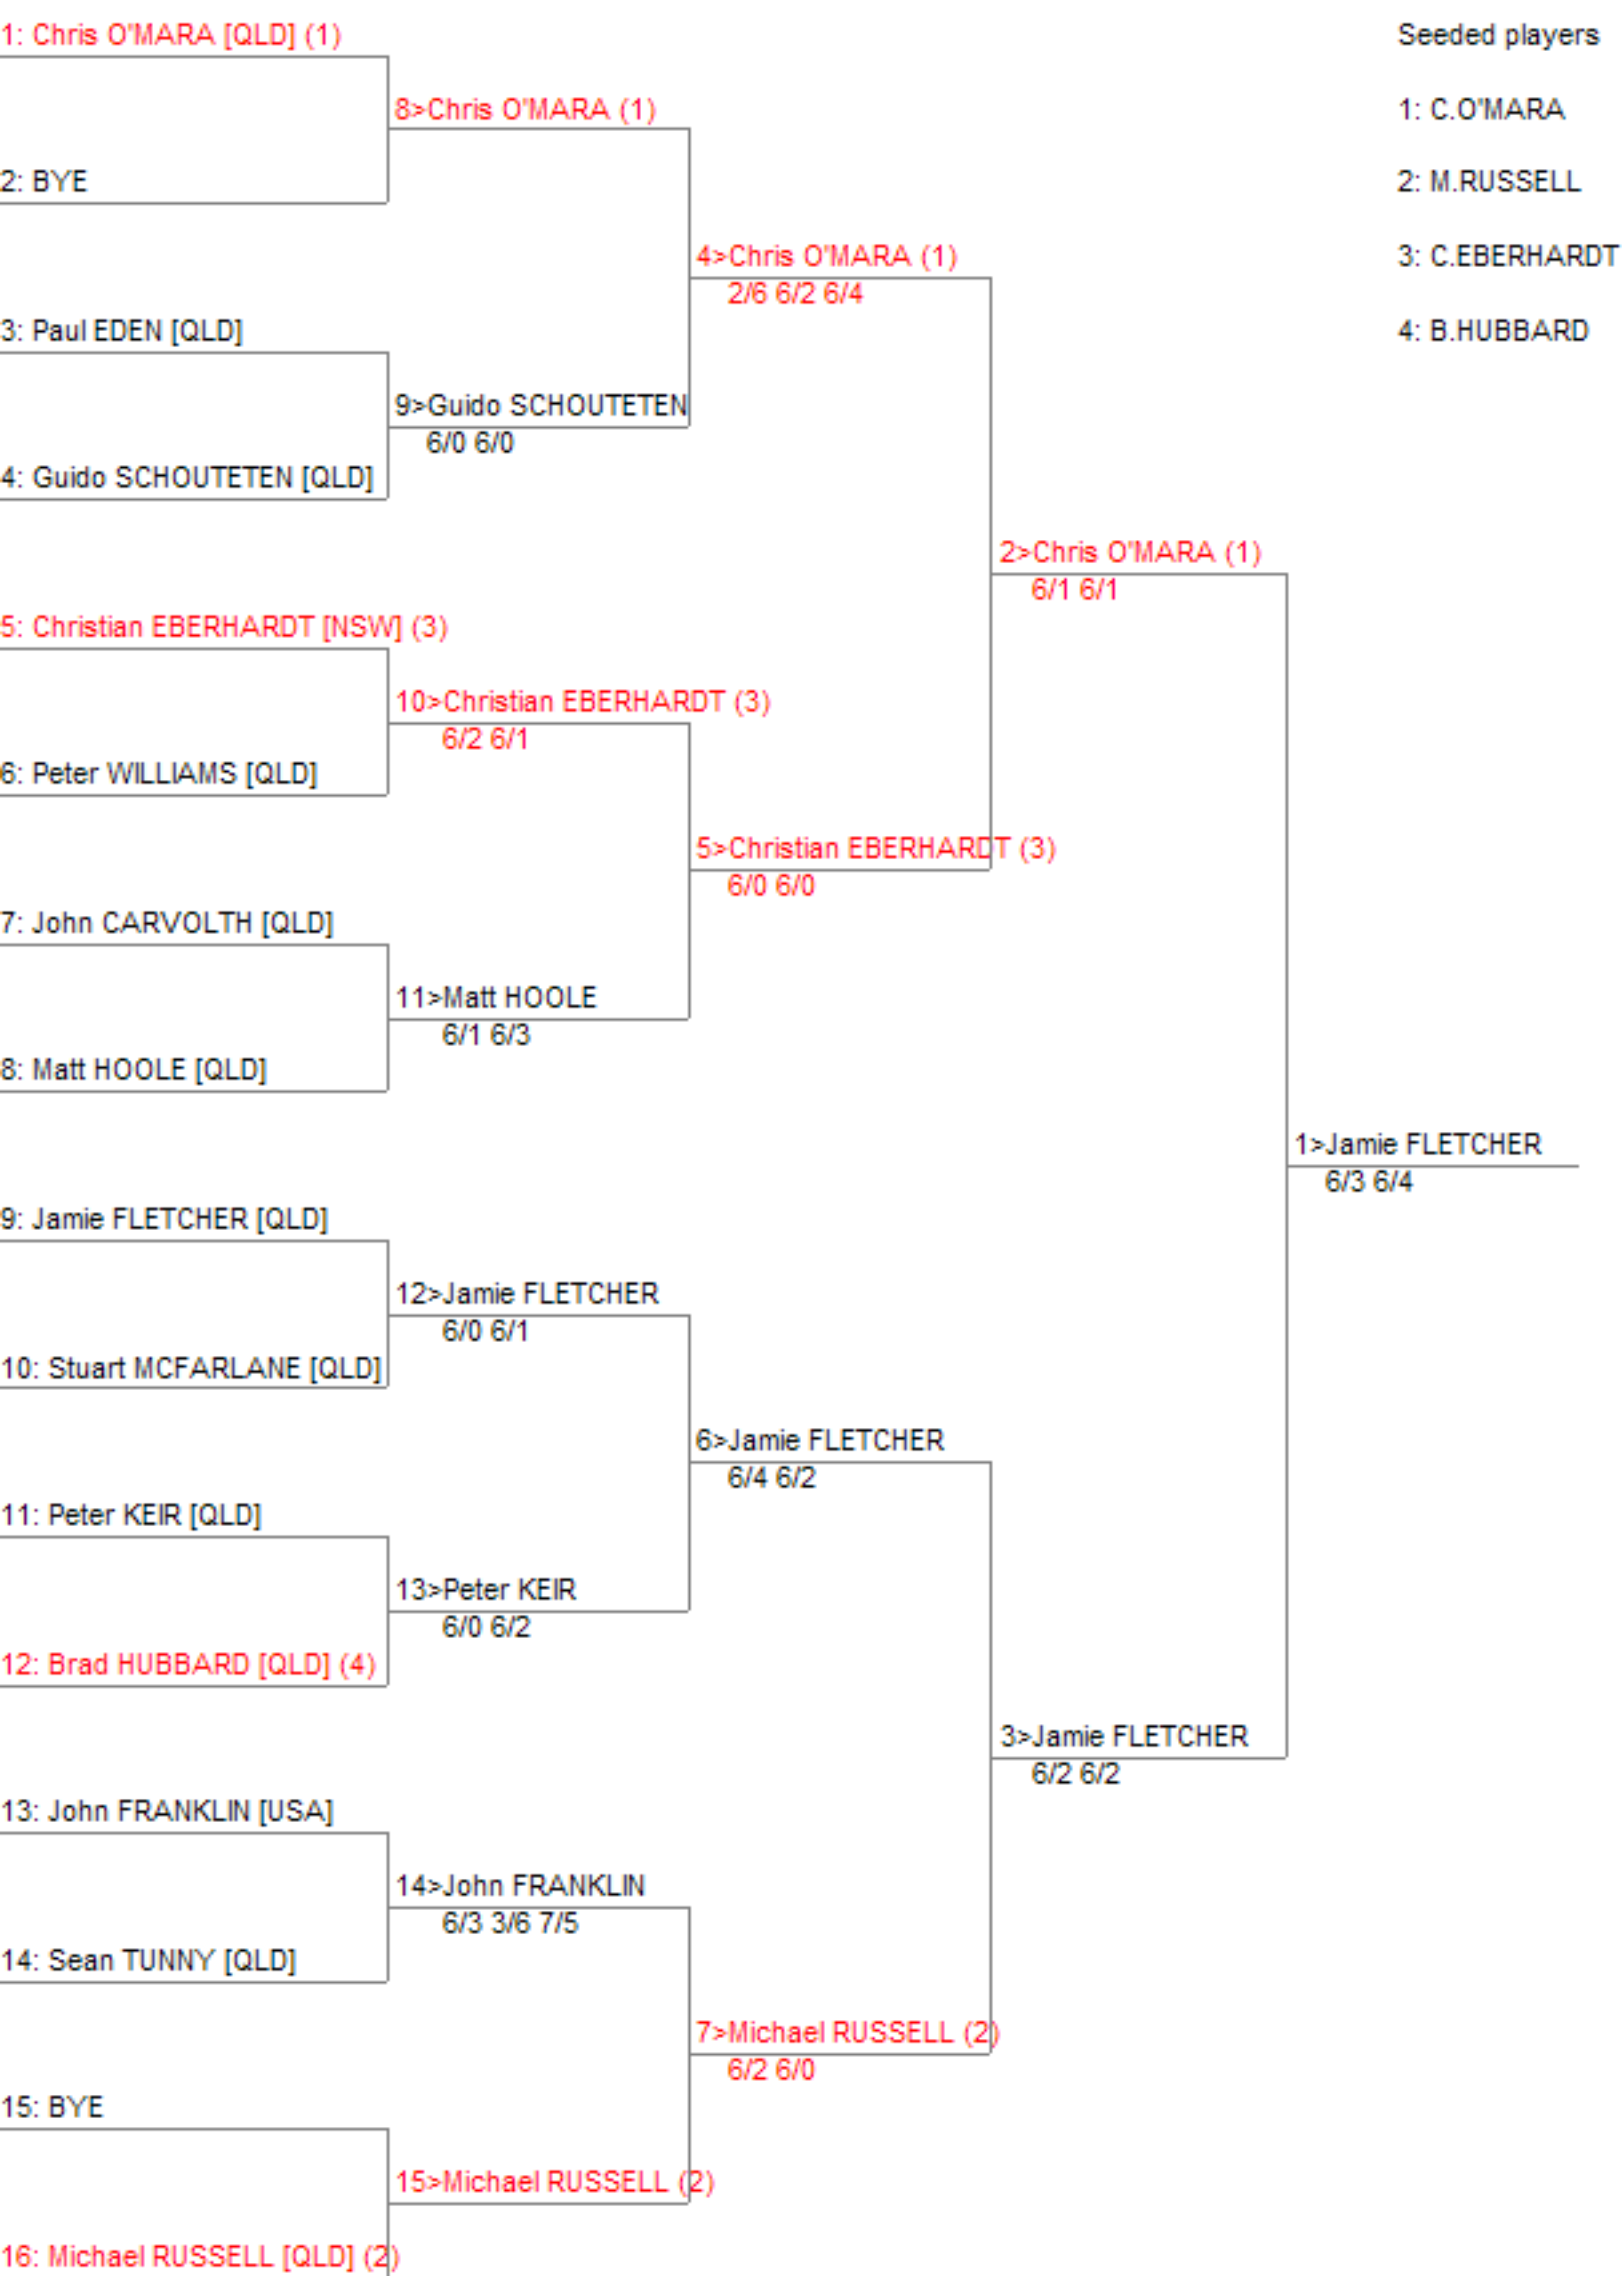 1: Chris O'MARA [QLD] (1)
Seeded players
8>Chris O'MARA (1)
1: C.O'MARA
2: BYE
2: M.RUSSELL
4>Chris O'MARA (1)
3: C.EBERHARDT
2/6 6/2 6/4
3: Paul EDEN [QLD]
4: B.HUBBARD
9>Guido SCHOUTETEN
6/0 6/0
4: Guido SCHOUTETEN [QLD]
2>Chris O'MARA (1)
6/1 6/1
5: Christian EBERHARDT [NSW] (3)
10>Christian EBERHARDT (3)
6/2 6/1
6: Peter WILLIAMS [QLD]
5>Christian EBERHARDT (3)
6/0 6/0
7: John CARVOLTH [QLD]
11>Matt HOOLE
6/1 6/3
8: Matt HOOLE [QLD]
1>Jamie FLETCHER
6/3 6/4
9: Jamie FLETCHER [QLD]
12>Jamie FLETCHER
6/0 6/1
10: Stuart MCFARLANE [QLD]
6>Jamie FLETCHER
6/4 6/2
11: Peter KEIR [QLD]
13>Peter KEIR
6/0 6/2
12: Brad HUBBARD [QLD] (4)
3>Jamie FLETCHER
6/2 6/2
13: John FRANKLIN [USA]
14>John FRANKLIN
6/3 3/6 7/5
14: Sean TUNNY [QLD]
7>Michael RUSSELL (2)
6/2 6/0
15: BYE
15>Michael RUSSELL (2)
16: Michael RUSSELL [QLD] (2)